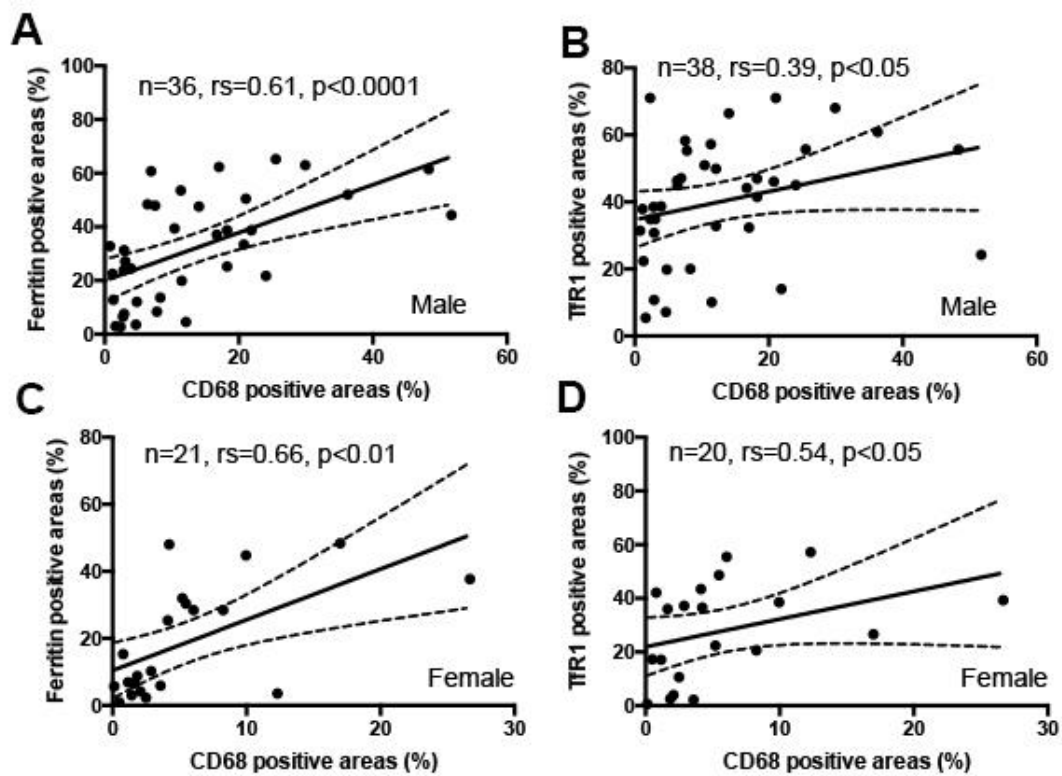 A
n=36, rs=0.61, p<0.0001
Ferritin positive areas (%)
100
80
60
40
20
0
0 20 40 60
Male
CD68 positive areas (%)
B
n=38, rs=0.39, p<0.05
TfR1 positive areas (%)
80
60
40
20
0
0 20 40 60
Male
CD68 positive areas (%)
C
n=21, rs=0.66, p<0.01
Ferritin positive areas (%)
80
60
40
20
0
0 10 20 30
Female
CD68 positive areas (%)
D
n=20, rs=0.54, p<0.05
TfR1 positive areas (%)
100
80
60
40
20
0
0 10 20 30
Female
CD68 positive areas (%)